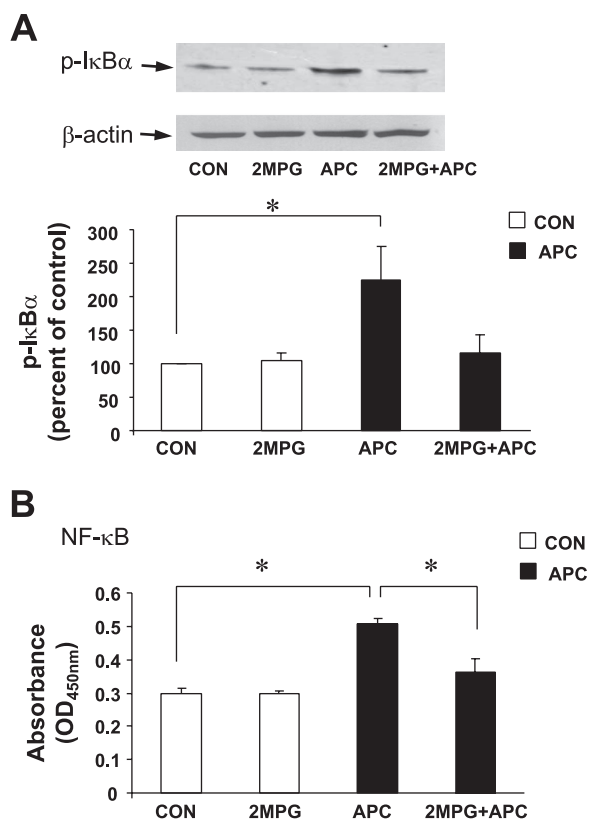 A
p-IκBα
β-actin
CON 2MPG APC 2MPG+APC
*
CON
APC
300
250
200
150
100
50
0
p-IκBα
(percent of control)
CON 2MPG APC 2MPG+APC
B
NF-κB
CON
APC
* *
0.6
0.5
0.4
0.3
0.2
0.1
0
Absorbance
(OD450nm)
CON 2MPG APC 2MPG+APC